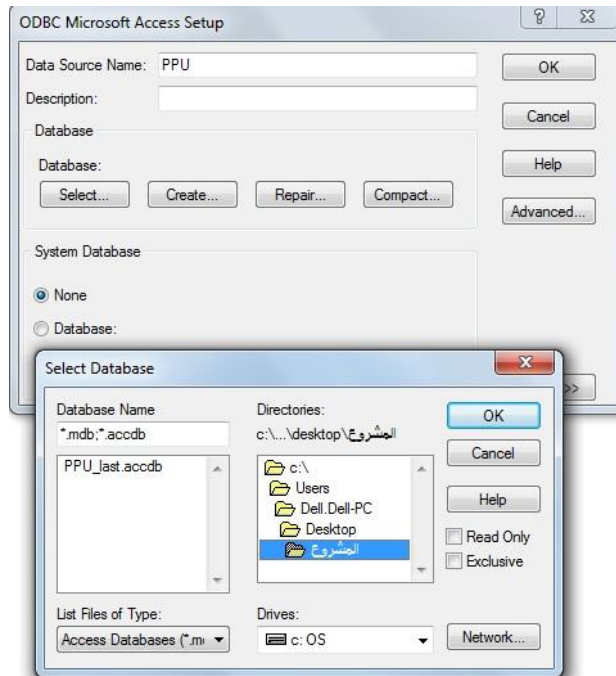 ODBC Microsoft Access Setup
Data Source Name: PPU
OK
Description:
Cancel
Database
Database:
Help
Select... Create... Repair... Compact...
Advanced...
System Database
None
Database:
>>
Select Database
Database Name
*.mdb;*.accdb
PPU_last.accdb
Directories:
c:\...\desktop\المشروع
c:\
Users
Dell.Dell-PC
Desktop
المشروع
OK
Cancel
Help
Read Only
Exclusive
List Files of Type:
Access Databases (*.m
Drives:
c: OS
Network...